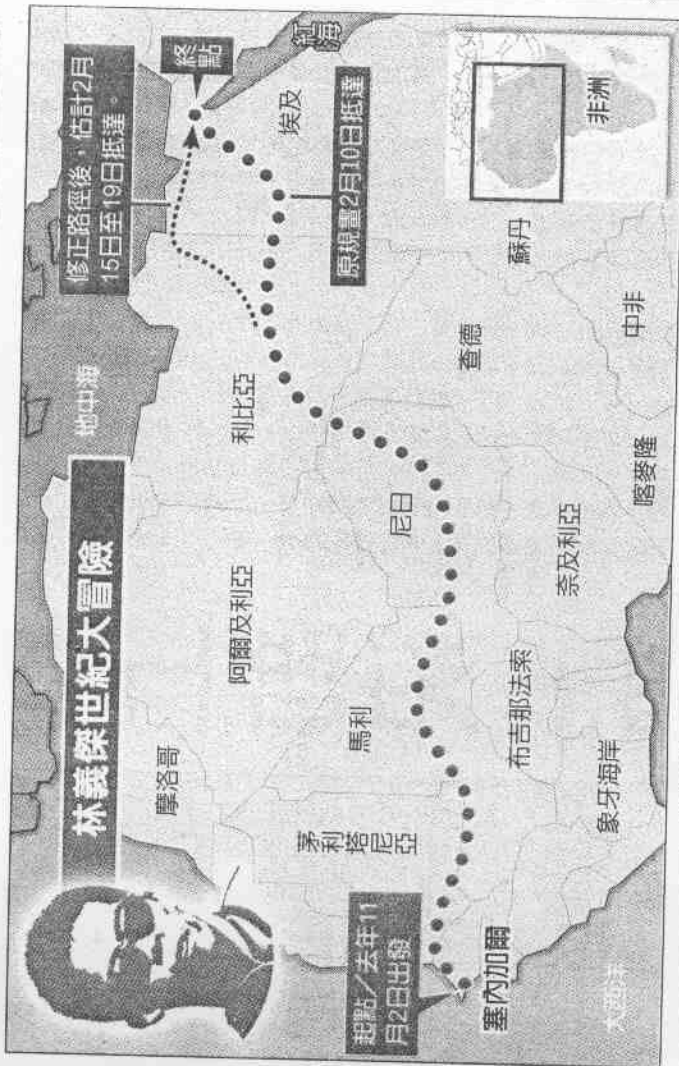 林義傑世紀大冒險
起點／去年11
月2日出發
塞內加爾
大西洋
摩洛哥
茅利
塔尼
亞
馬利
阿爾及利亞
布吉那法索
象牙海岸
尼日
奈及利亞
利比亞
地中海
查德
喀麥隆
中非
蘇丹
埃及
紅海
終點
修正路徑後，估計2月
15日至19日抵達。
原規畫2月10日抵達
非洲